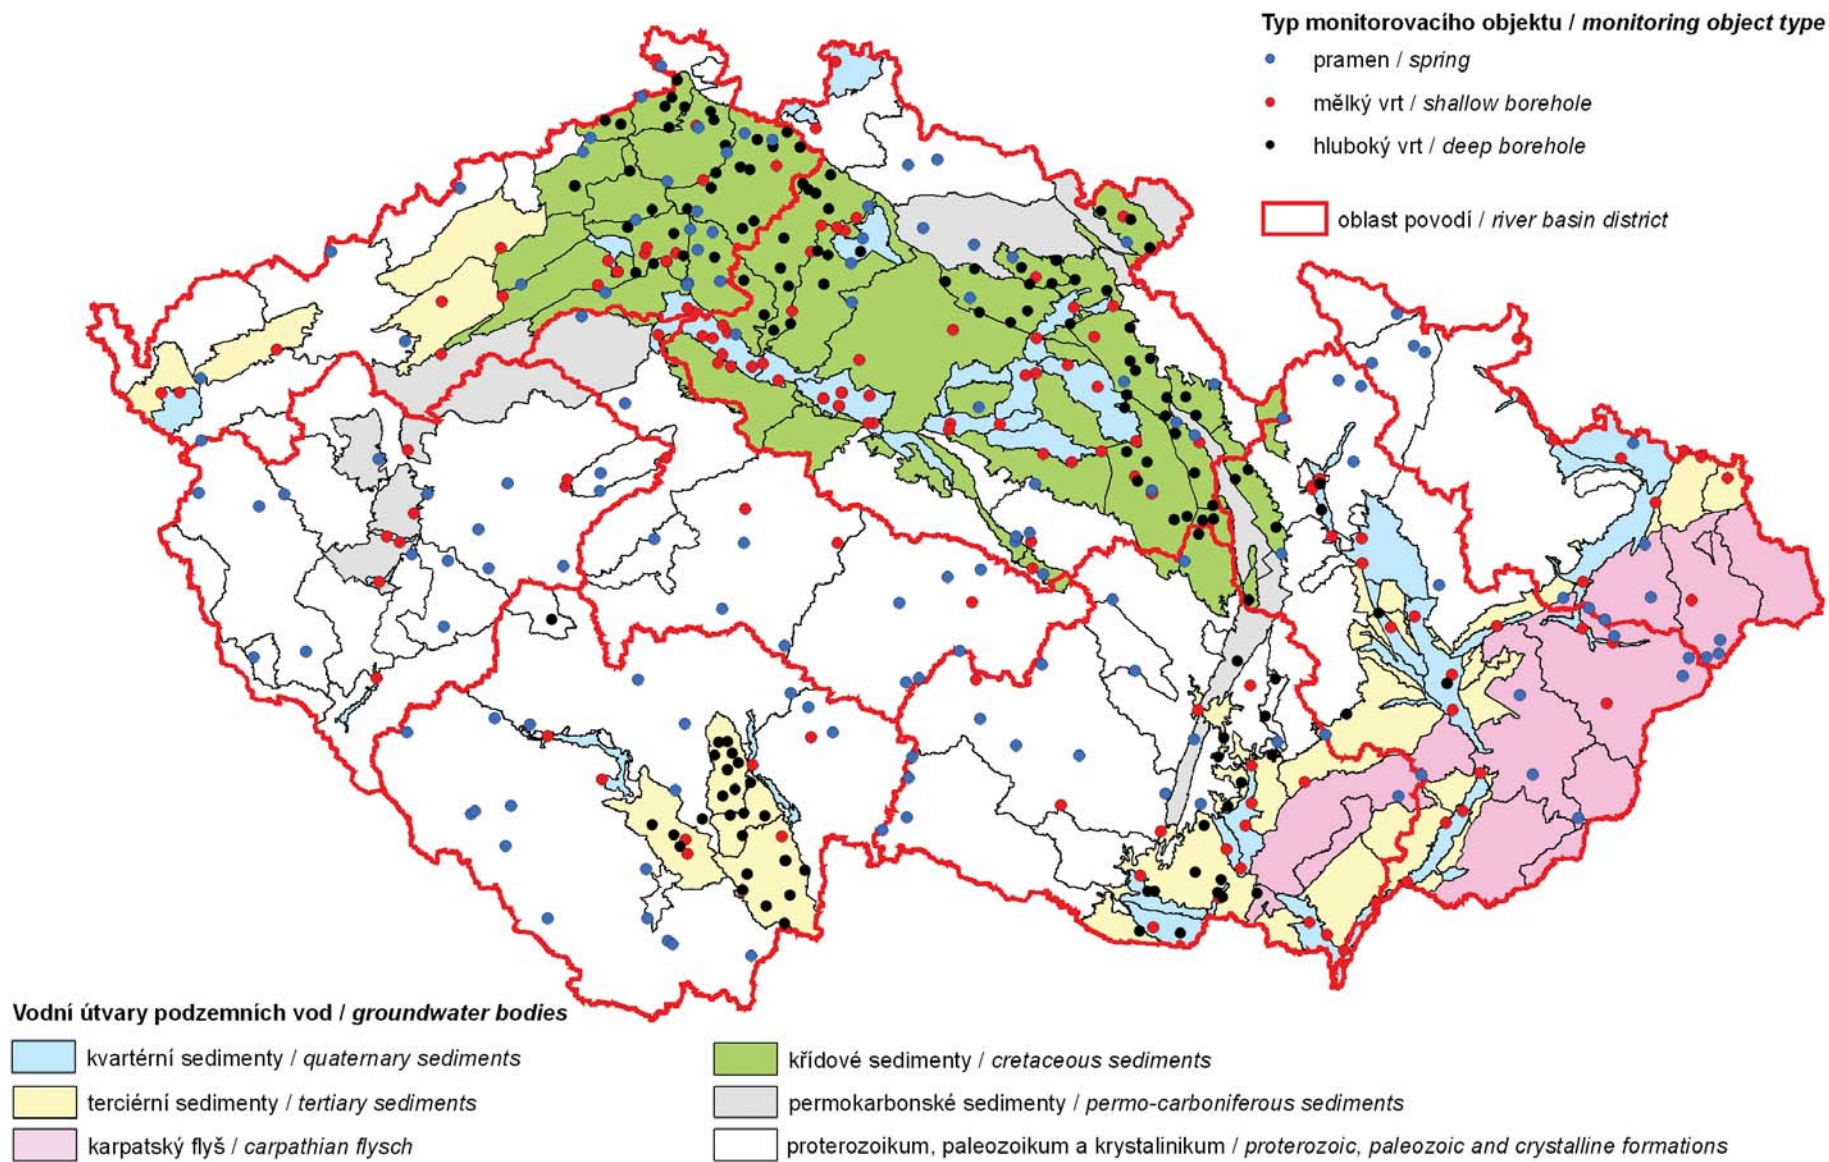 Typ monitorovacího objektu / monitoring object type
pramen / spring
mělký vrt / shallow borehole
hluboký vrt / deep borehole
oblast povodí / river basin district
Vodní útvary podzemních vod / groundwater bodies
kvartérní sedimenty / quaternary sediments
terciérní sedimenty / tertiary sediments
karpatský flyš / carpathian flysch
křídové sedimenty / cretaceous sediments
permokarbonské sedimenty / permo-carboniferous sediments
proterozoikum, paleozoikum a krystalinikum / proterozoic, paleozoic and crystalline formations